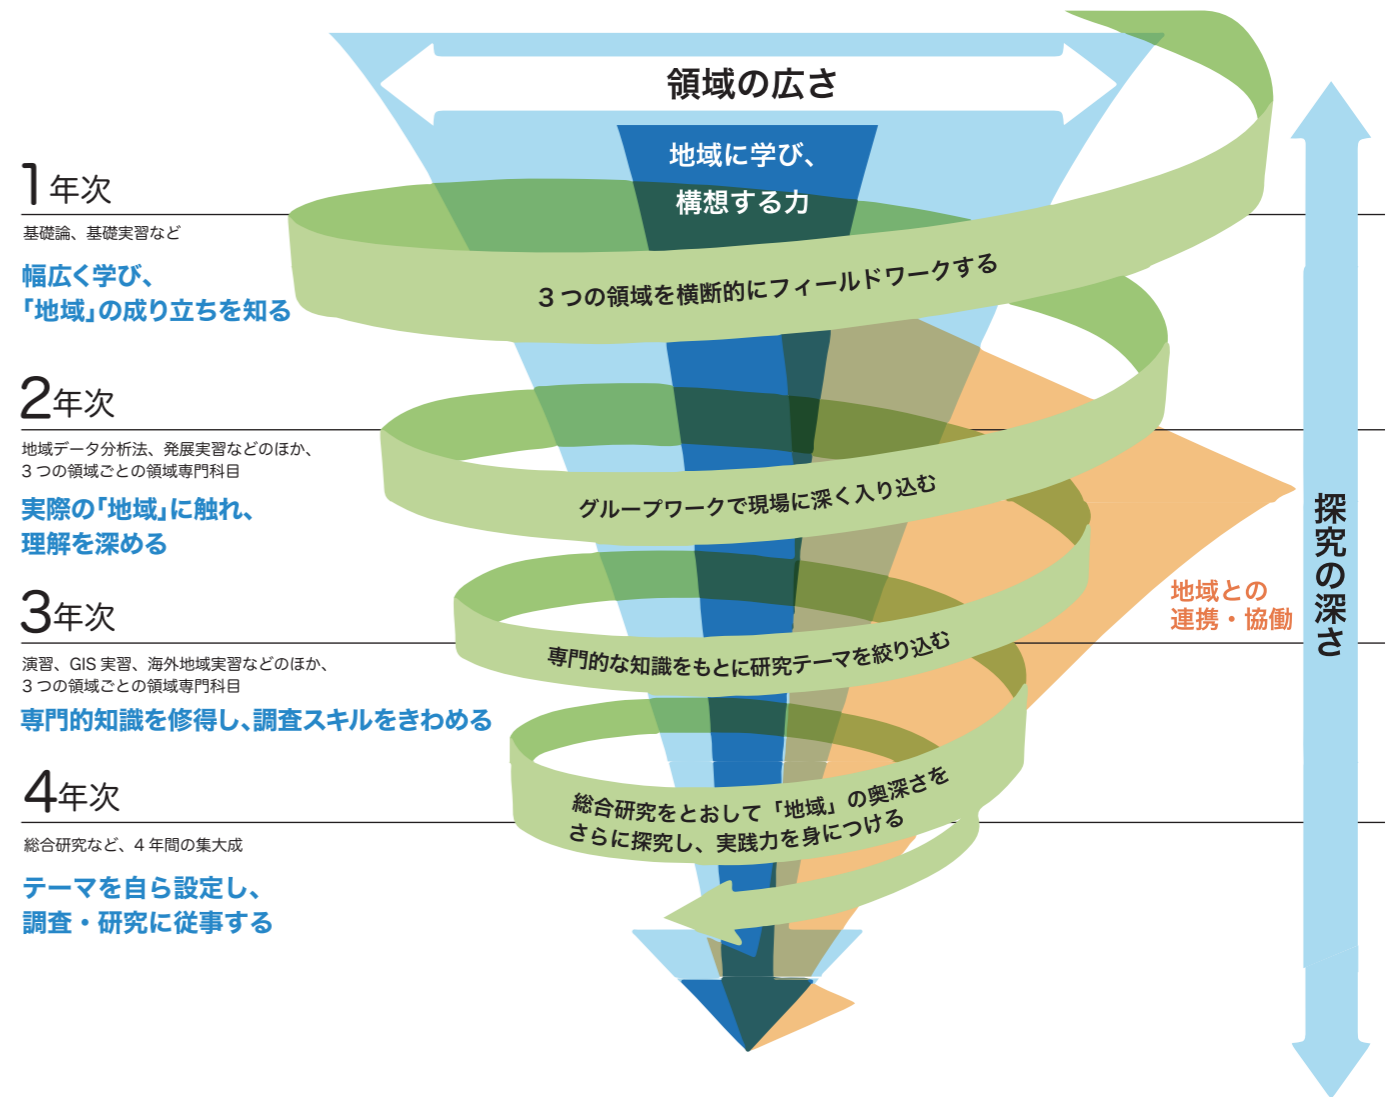 領域の広さ
地域に学び、
構想する力
1年次
基礎論、基礎実習など
幅広く学び、
「地域」の成り立ちを知る
3つの領域を横断的にフィールドワークする
2年次
地域データ分析法、発展実習などのほか、
3つの領域ごとの領域専門科目
実際の「地域」に触れ、
理解を深める
グループワークで現場に深く入り込む
探究の深さ
地域との
連携・協働
3年次
演習、GIS 実習、海外地域実習などのほか、
3つの領域ごとの領域専門科目
専門的知識を修得し、調査スキルをきわめる
専門的な知識をもとに研究テーマを絞り込む
4年次
総合研究など、4 年間の集大成
テーマを自ら設定し、
調査・研究に従事する
総合研究をとおして「地域」の奥深さを
さらに探究し、実践力を身につける